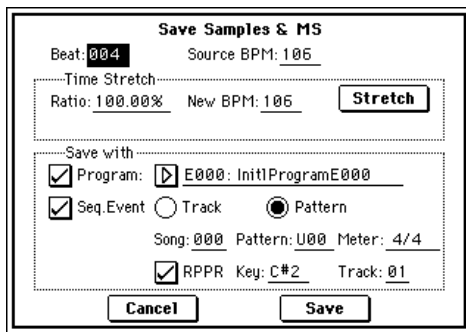 Save Samples & MS
Beat: 004 Source BPM: 106
Time Stretch
Ratio: 100.00% New BPM: 106 Stretch
Save with
Program: E000: Init1ProgramE000
Seq.Event Track Pattern
Song: 000 Pattern: U00 Meter: 4/4
RPPR Key: C#2 Track: 01
Cancel Save